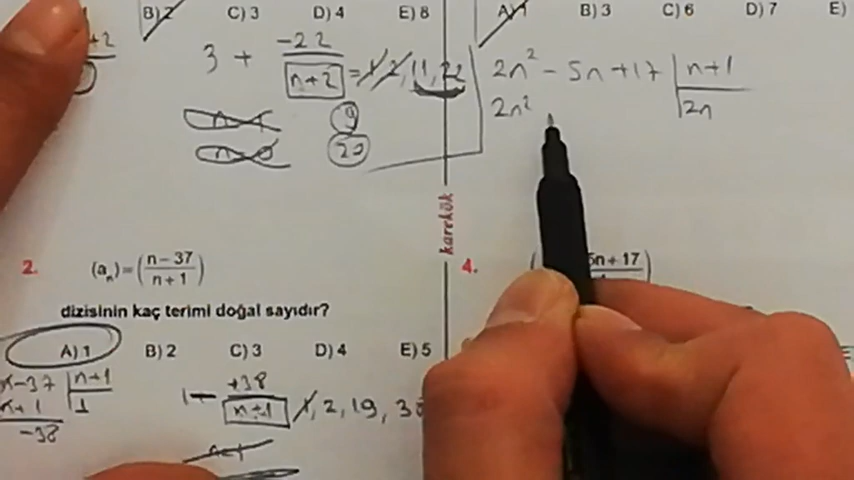 B) 2 C) 3 D) 4 E) 8
+2
3 + -22
n+2 = 1, 2, 11, 22
9
20
A) 1 B) 3 C) 6 D) 7 E)
2n² - 5n + 17 | n+1
2n² 2n
karekök
2. (aₙ) = (n – 37 / n + 1)
dizisinin kaç terimi doğal sayıdır?
A) 1 B) 2 C) 3 D) 4 E) 5
n-37 | n+1
n+1 1
-38
1 - +38
n+1 1, 2, 19, 38
4. 5n + 17